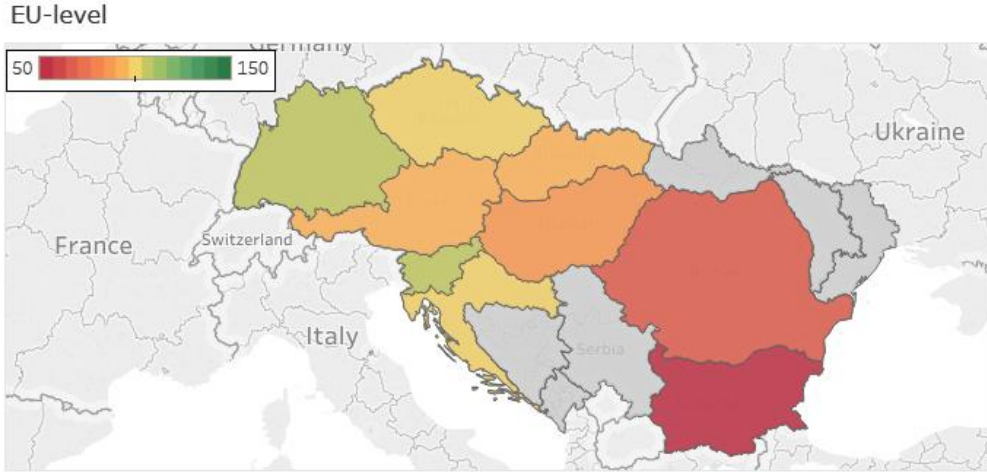 EU-level
Germany
50
150
Ukraine
France
Switzerland
Italy
Serbia